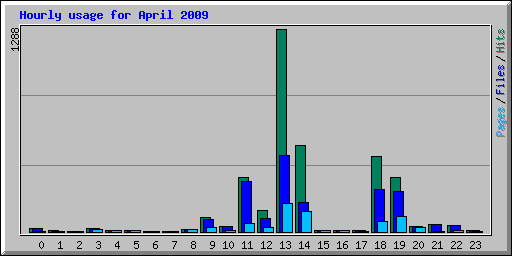 Hourly usage for April 2009
1288
Pages/Files/Hits
0 1 2 3 4 5 6 7 8 9 10 11 12 13 14 15 16 17 18 19 20 21 22 23